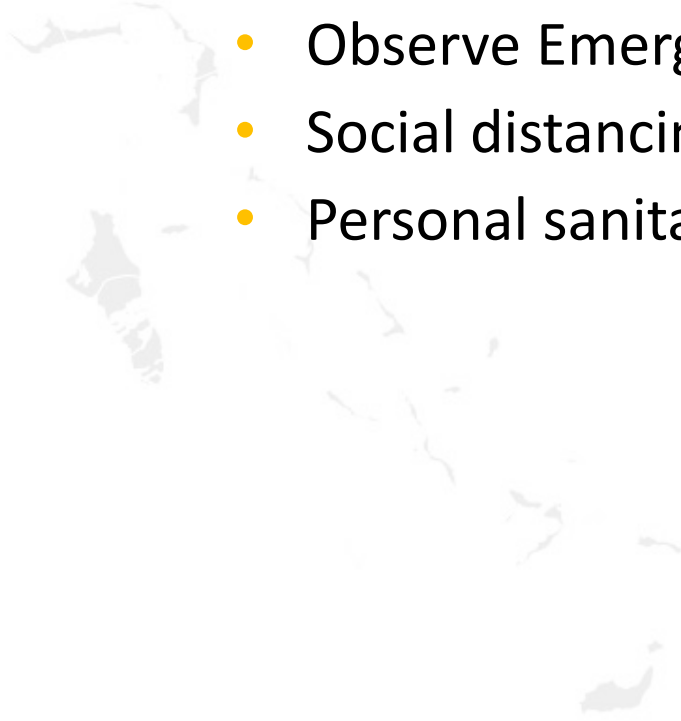 • Observe Emerg
• Social distancin
• Personal sanita